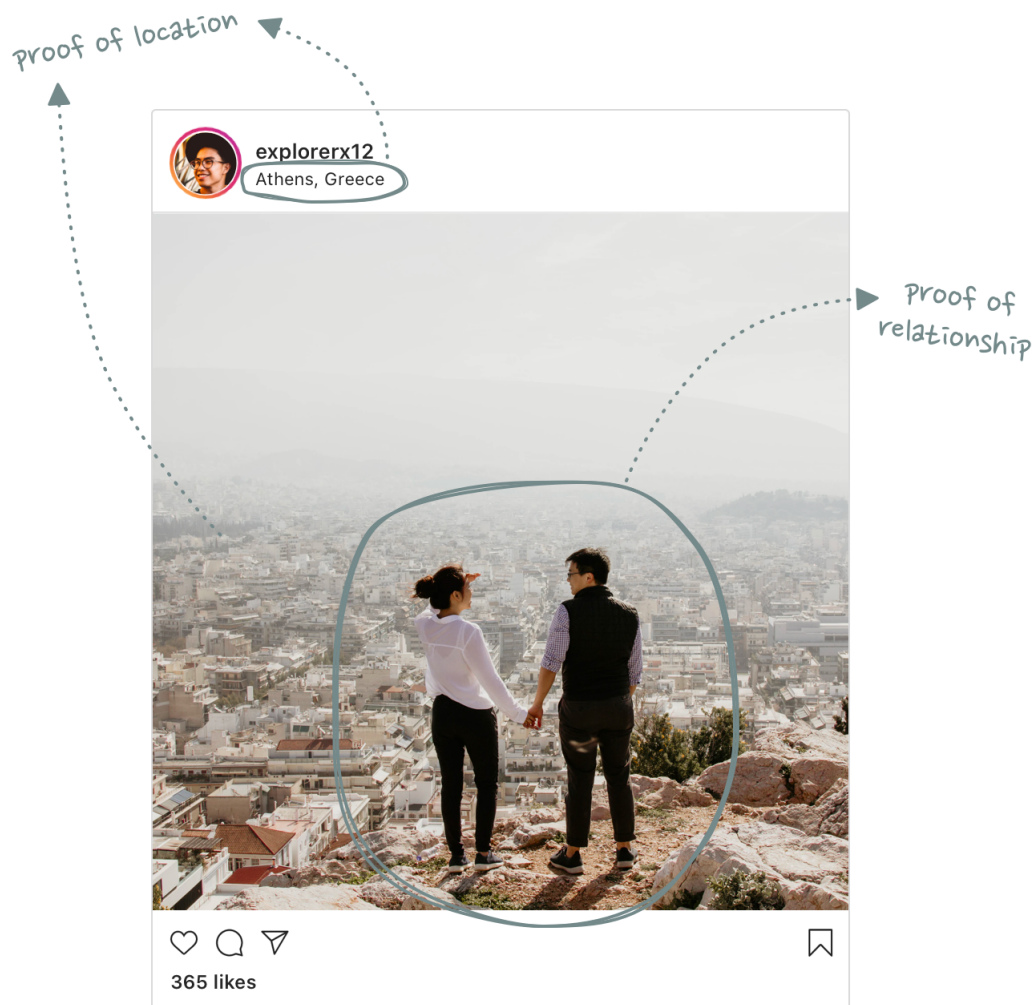 proof of location
explorerx12
Athens, Greece
Proof of
relationship
365 likes